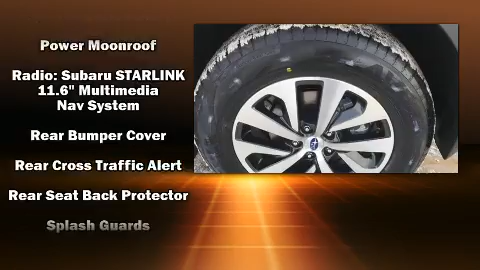 Power Moonroof
Radio: Subaru STARLINK
11.6" Multimedia
Nav System
Rear Bumper Cover
Rear Cross Traffic Alert
Rear Seat Back Protector
Splash Guards